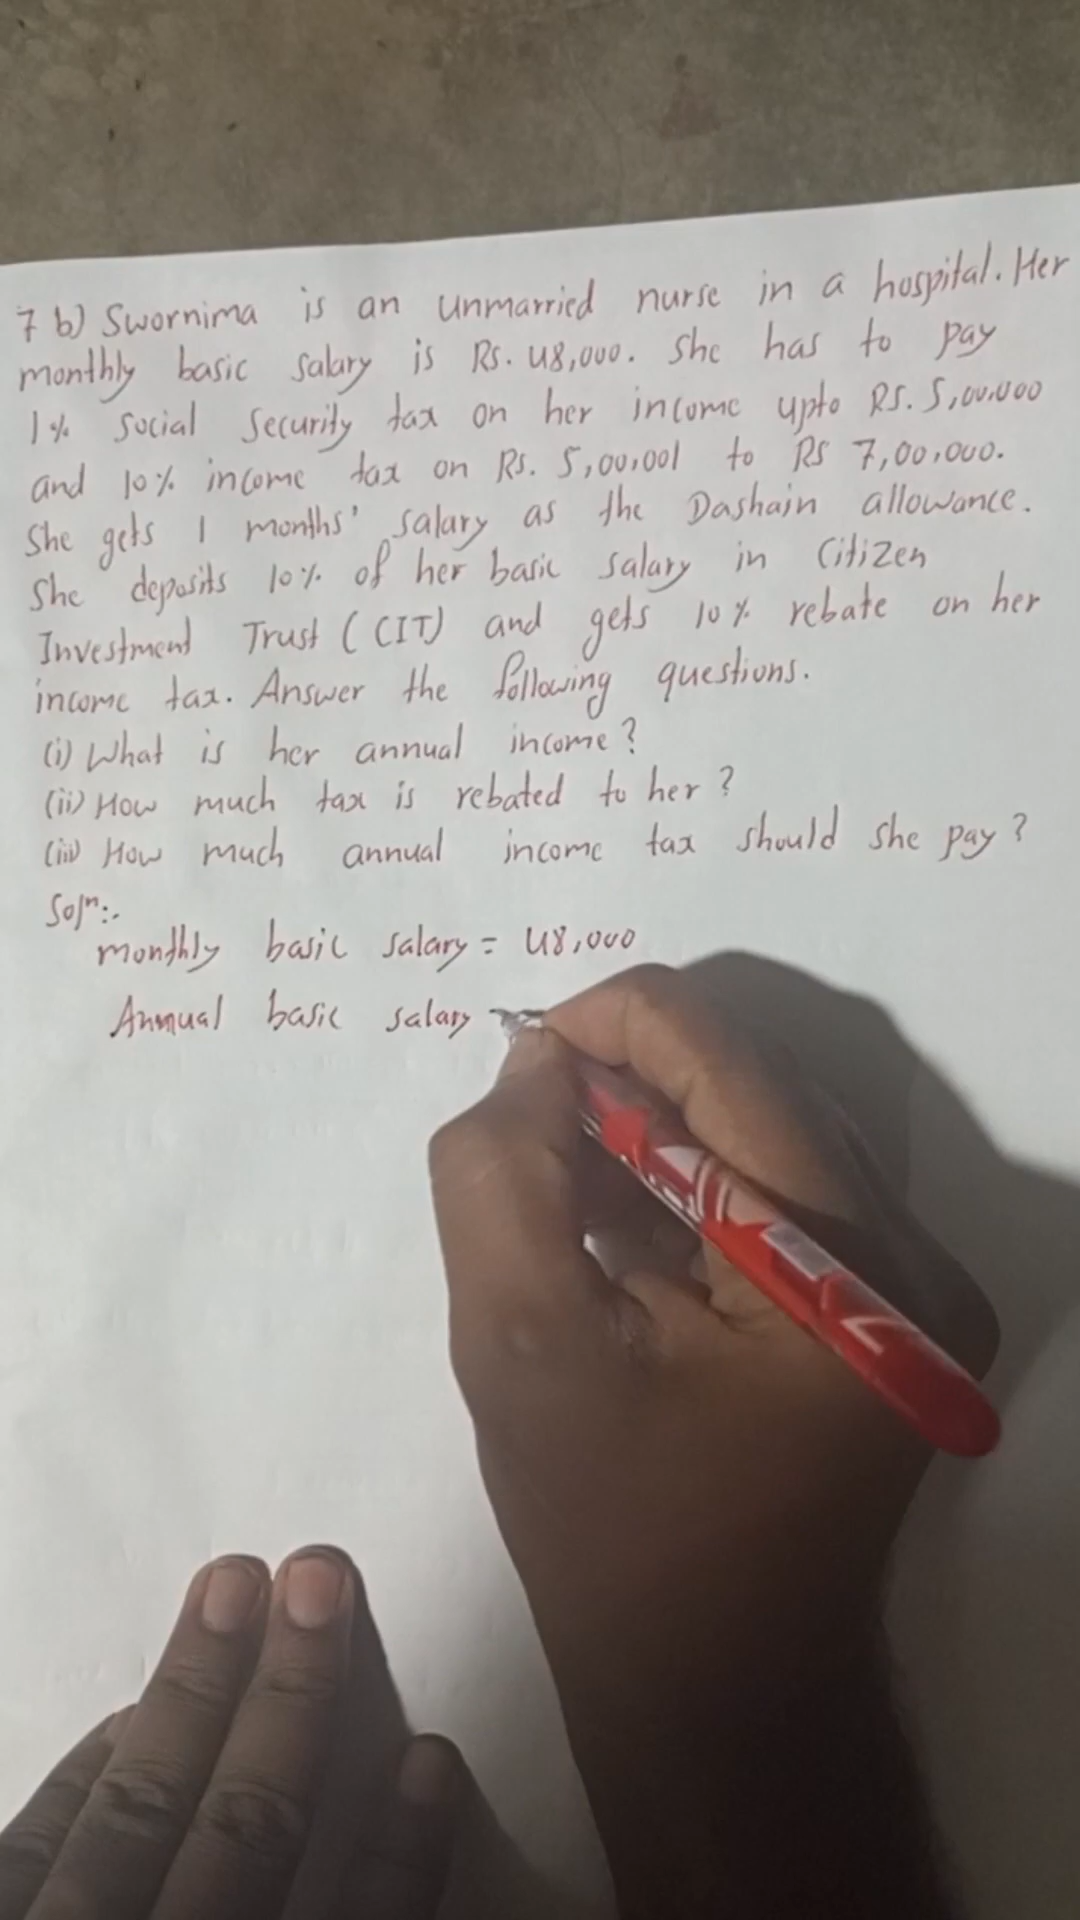 7 b) Swornima is an unmarried nurse in a hospital. Her
monthly basic salary is Rs. 48,000. She has to pay
1% social security tax on her income upto Rs. 5,00,000
and 10% income tax on Rs. 5,00,001 to Rs 7,00,000.
She gets 1 months' salary as the Dashain allowance.
She deposits 10% of her basic salary in Citizen
Investment Trust (CIT) and gets 10% rebate on her
income tax. Answer the following questions.
(i) What is her annual income?
(ii) How much tax is rebated to her?
(iii) How much annual income tax should she pay?
Solⁿ:-
monthly basic salary = 48,000
Annual basic salary =